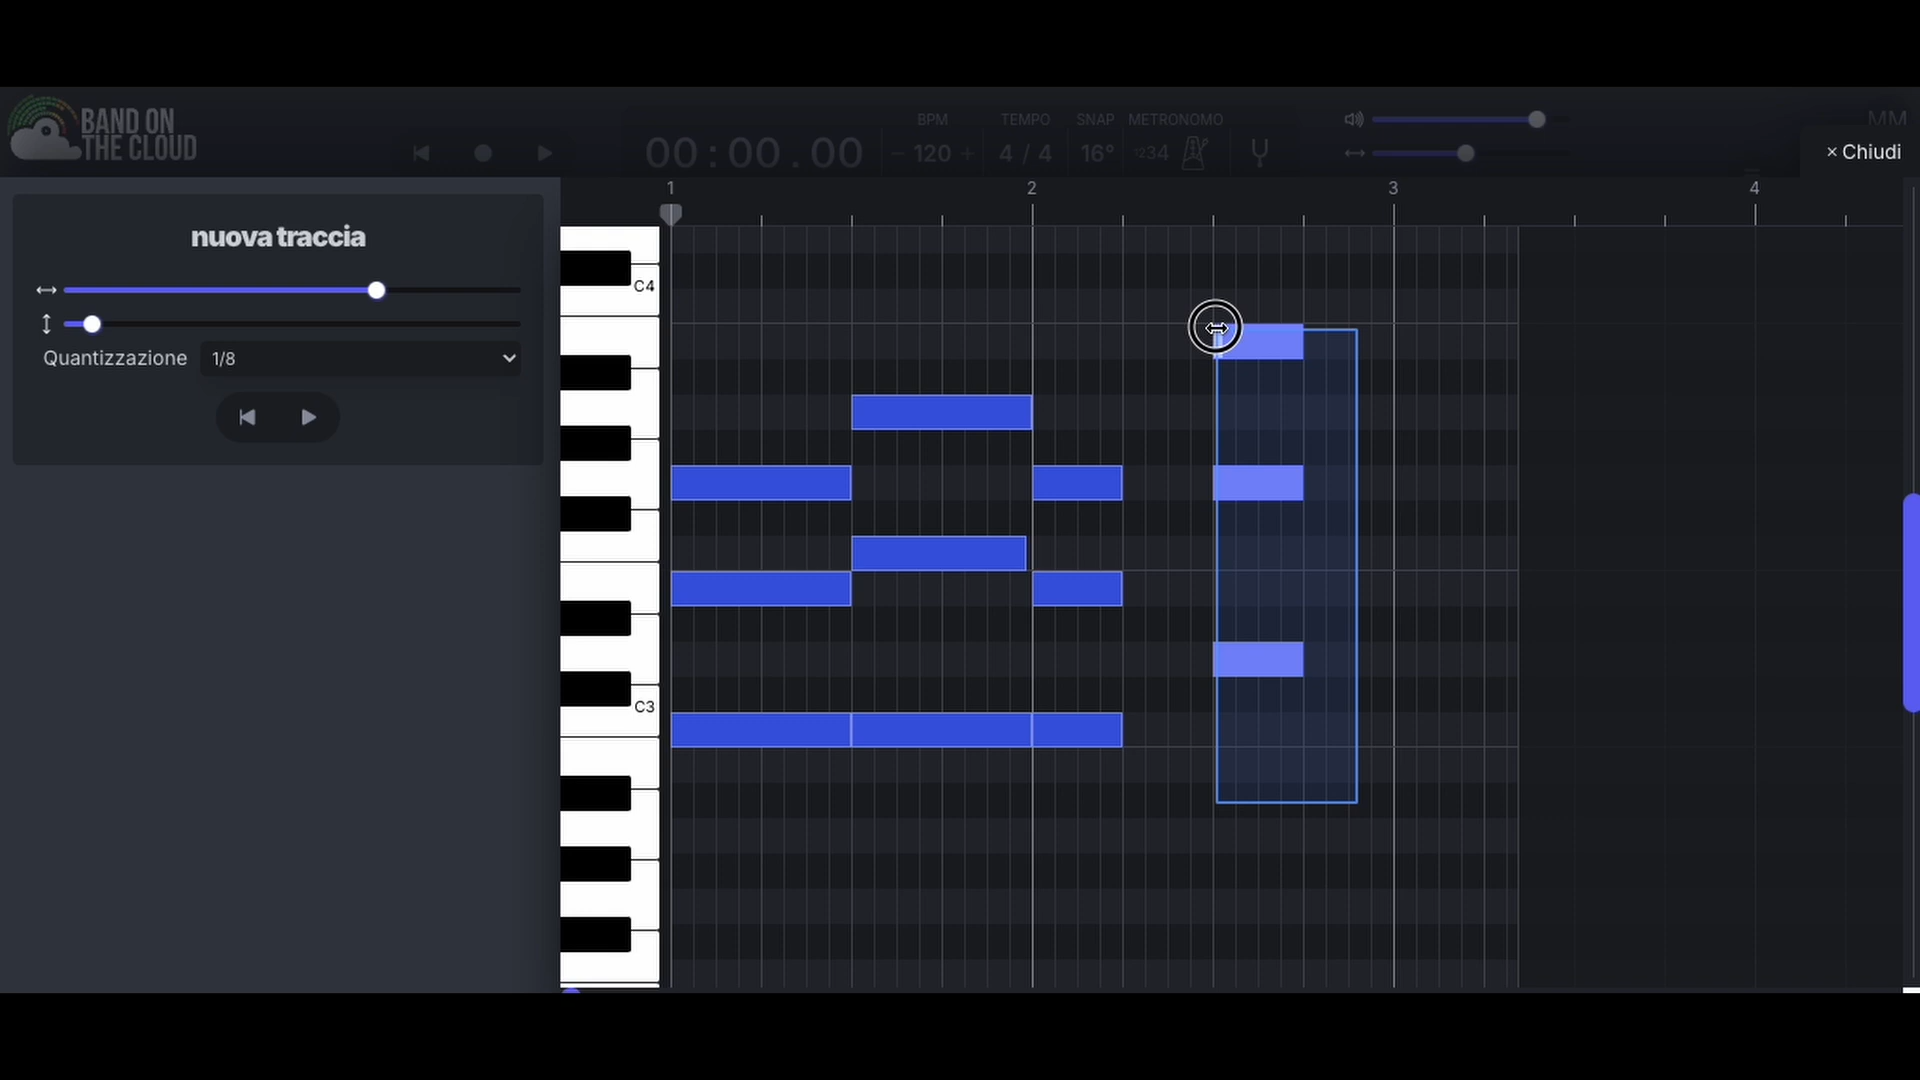 BAND ON
THE CLOUD
00:00.00
BPM
− 120 +
TEMPO
4 / 4
SNAP
16°
METRONOMO
1234
MM
× Chiudi
nuova traccia
Quantizzazione 1/8
1 2 3 4
C4
C3